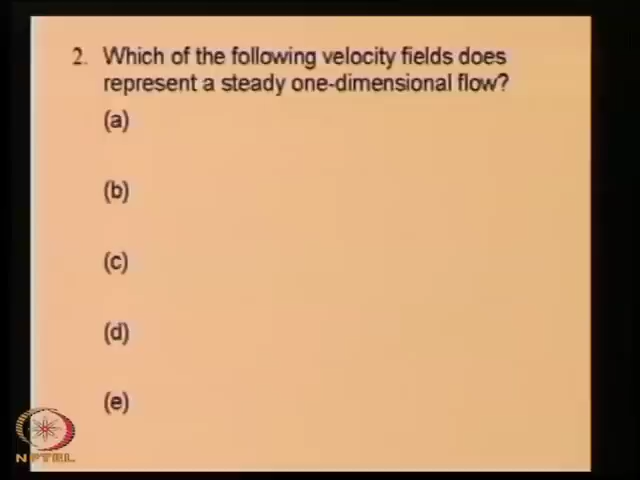 2. Which of the following velocity fields does
represent a steady one-dimensional flow?
(a)
(b)
(c)
(d)
(e)
NPTEL